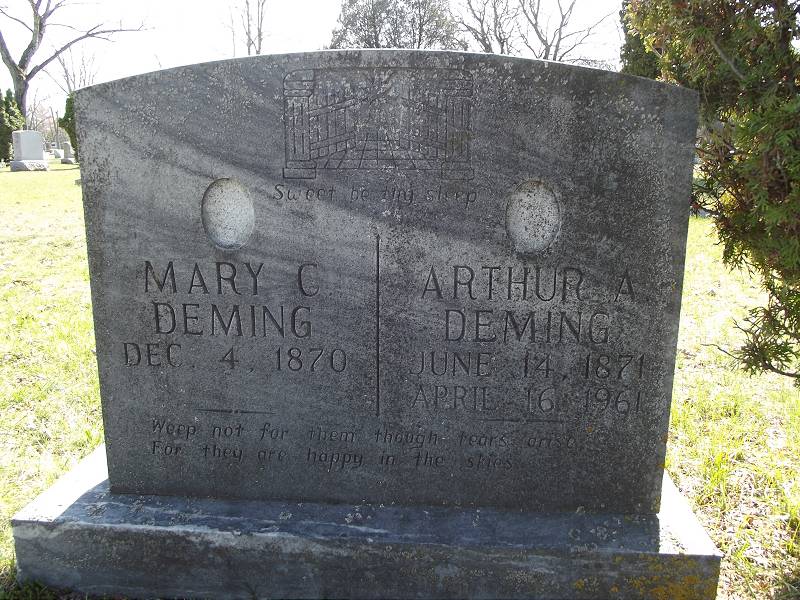 Sweet be thy sleep
MARY C.
DEMING
DEC. 4, 1870
ARTHUR A.
DEMING
JUNE 14, 1871
APRIL 16, 1961
Weep not for them though tears arise,
For they are happy in the skies.